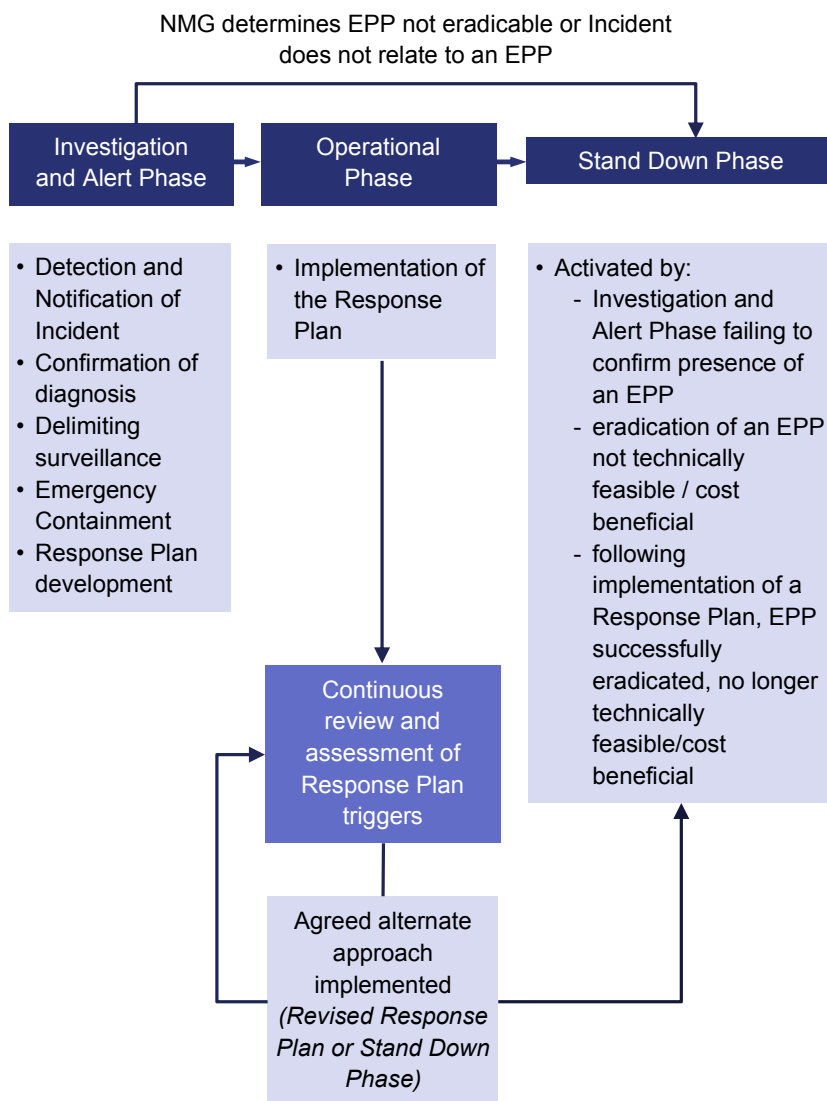 NMG determines EPP not eradicable or Incident
does not relate to an EPP
Investigation
and Alert Phase
Operational
Phase
Stand Down Phase
• Detection and
Notification of
Incident
• Confirmation of
diagnosis
• Delimiting
surveillance
• Emergency
Containment
• Response Plan
development
• Implementation of
the Response
Plan
• Activated by:
- Investigation and
Alert Phase failing to
confirm presence of
an EPP
- eradication of an EPP
not technically
feasible / cost
beneficial
- following
implementation of a
Response Plan, EPP
successfully
eradicated, no longer
technically
feasible/cost
beneficial
Continuous
review and
assessment of
Response Plan
triggers
Agreed alternate
approach
implemented
(Revised Response
Plan or Stand Down
Phase)